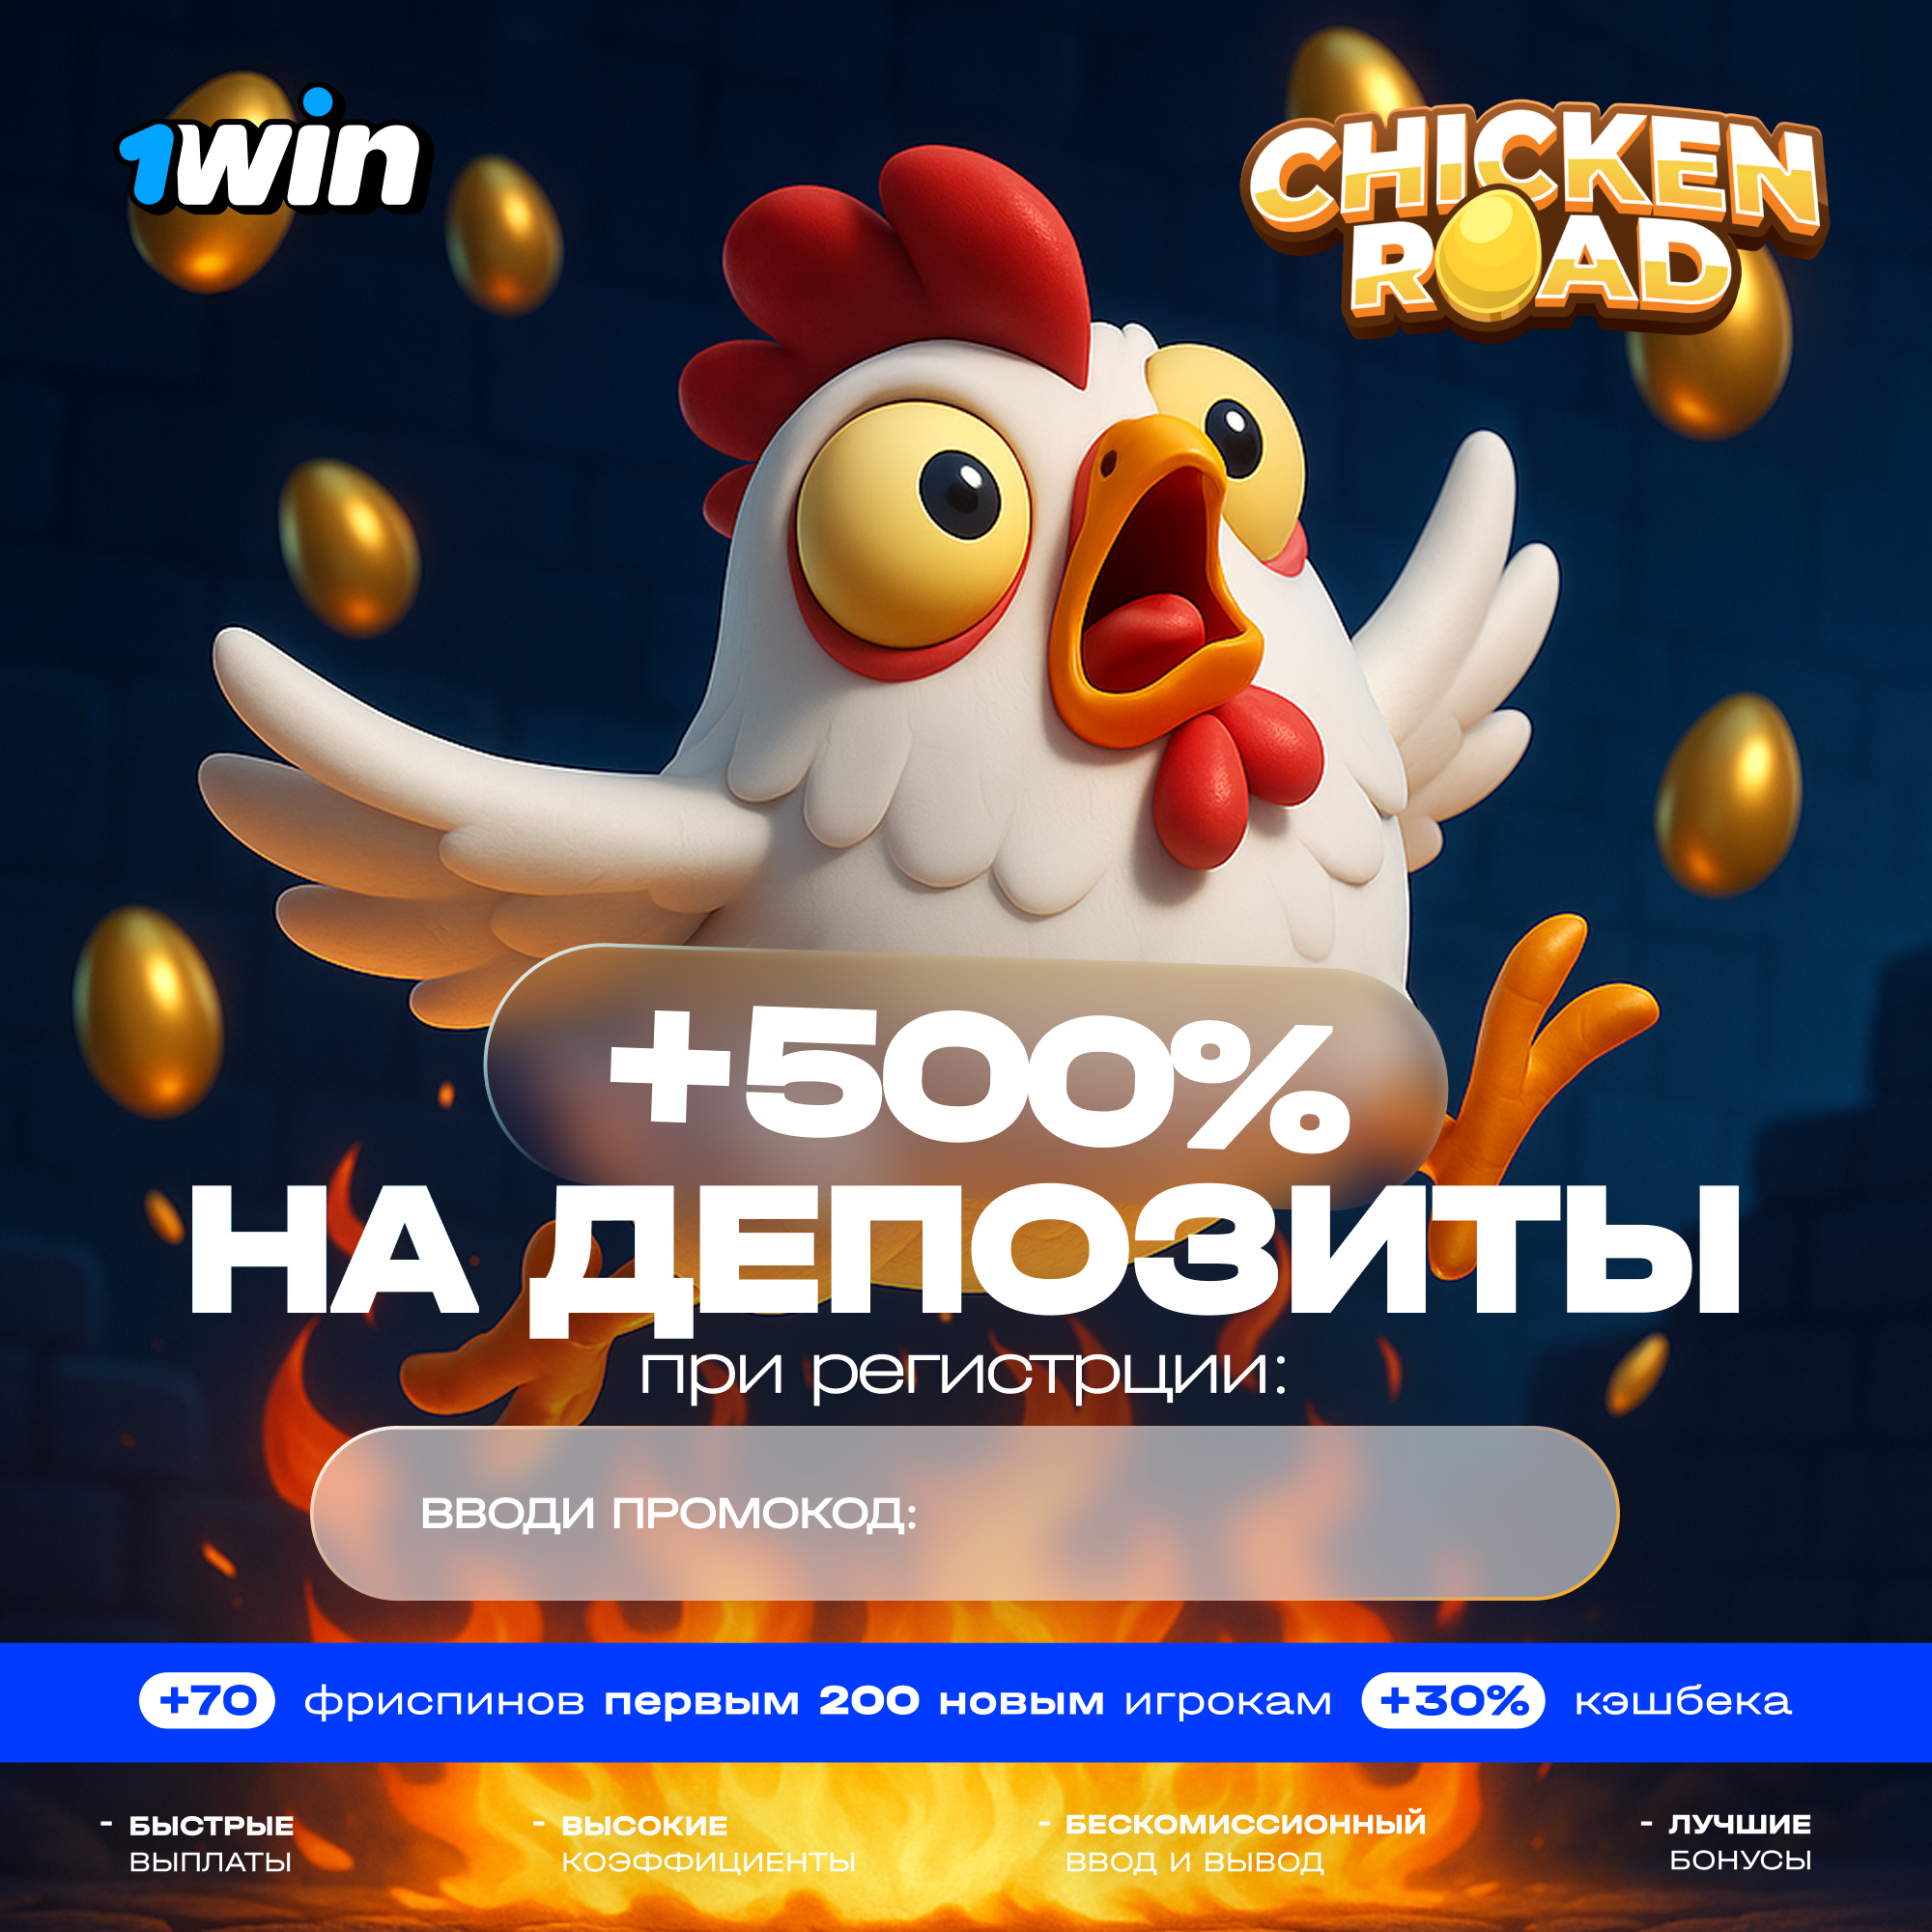 1win
CHICKEN
ROAD
+500%
НА ДЕПОЗИТЫ
при регистрции:
ВВОДИ ПРОМОКОД:
+70 фриспинов первым 200 новым игрокам +30% кэшбека
- БЫСТРЫЕ
ВЫПЛАТЫ
- ВЫСОКИЕ
КОЭФФИЦИЕНТЫ
- БЕСКОМИССИОННЫЙ
ВВОД И ВЫВОД
- ЛУЧШИЕ
БОНУСЫ